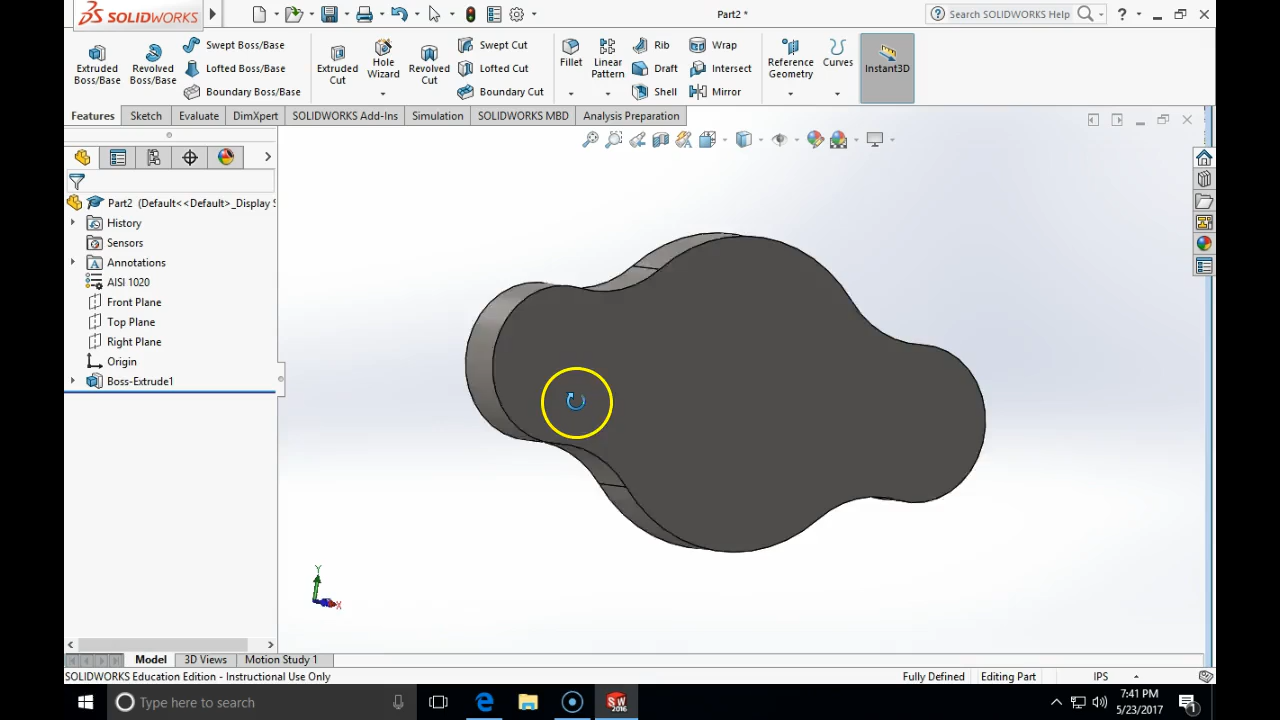 SOLIDWORKS
Part2 *
Search SOLIDWORKS Help
?
Extruded Boss/Base
Revolved Boss/Base
Swept Boss/Base
Lofted Boss/Base
Boundary Boss/Base
Extruded Cut
Hole Wizard
Revolved Cut
Swept Cut
Lofted Cut
Boundary Cut
Fillet
Linear Pattern
Rib
Draft
Shell
Wrap
Intersect
Mirror
Reference Geometry
Curves
Instant3D
Features Sketch Evaluate DimXpert SOLIDWORKS Add-Ins Simulation SOLIDWORKS MBD Analysis Preparation
Part2 (Default<<Default>_Display S
History
Sensors
Annotations
AISI 1020
Front Plane
Top Plane
Right Plane
Origin
Boss-Extrude1
Y
X
Model 3D Views Motion Study 1
SOLIDWORKS Education Edition - Instructional Use Only
Fully Defined Editing Part IPS
Type here to search
SW
2016
7:41 PM
5/23/2017
1